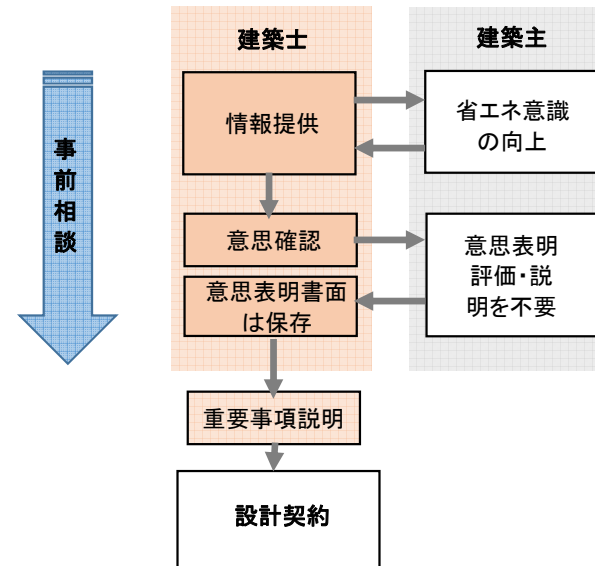 建築士
建築主
事前相談
情報提供
省エネ意識
の向上
意思確認
意思表明
評価・説
明を不要
意思表明書面
は保存
重要事項説明
設計契約